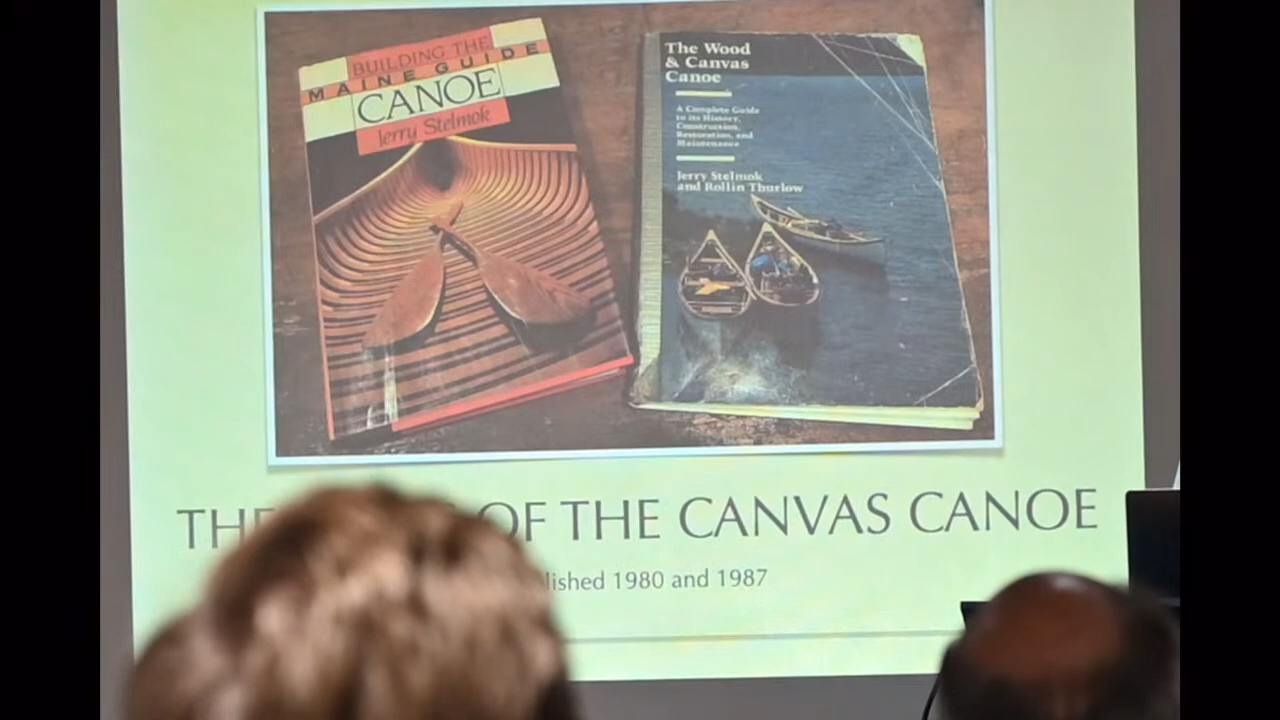 BUILDING THE
MAINE GUIDE
CANOE
Jerry Stelmok
The Wood
& Canvas
Canoe
A Complete Guide
to its History,
Construction,
Restoration, and
Maintenance
Jerry Stelmok
and Rollin Thurlow
THE OF THE CANVAS CANOE
lished 1980 and 1987